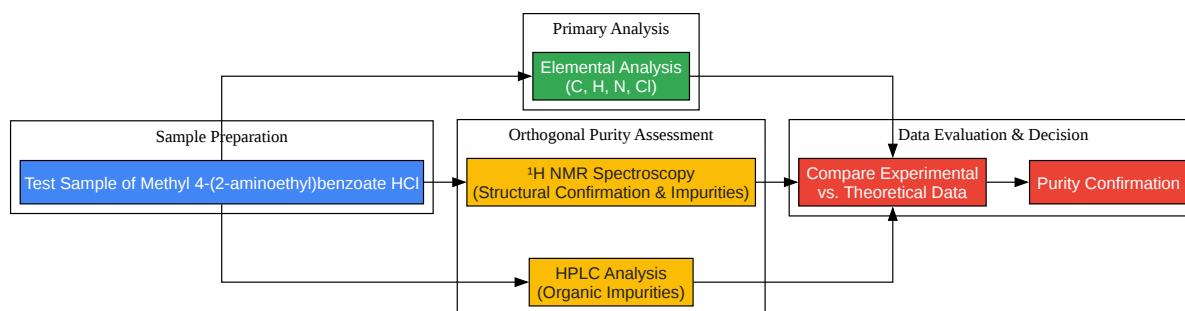 Primary Analysis
Elemental Analysis
(C, H, N, Cl)
Sample Preparation
Test Sample of Methyl 4-(2-aminoethyl)benzoate HCl
Orthogonal Purity Assessment
¹H NMR Spectroscopy
(Structural Confirmation & Impurities)
HPLC Analysis
(Organic Impurities)
Data Evaluation & Decision
Compare Experimental
vs. Theoretical Data
Purity Confirmation